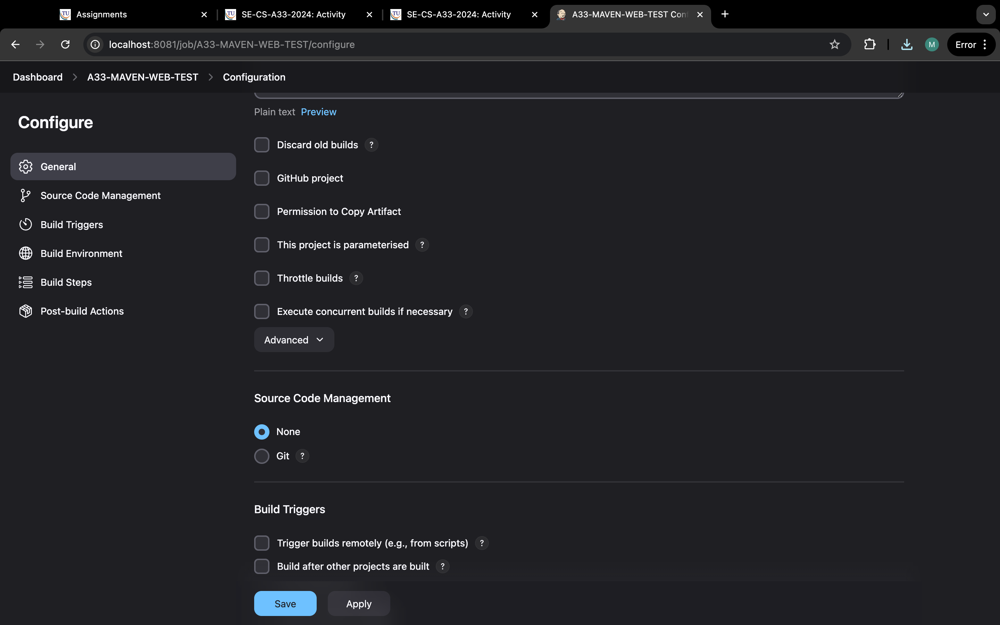 Assignments
SE-CS-A33-2024: Activity
SE-CS-A33-2024: Activity
A33-MAVEN-WEB-TEST Conf
localhost:8081/job/A33-MAVEN-WEB-TEST/configure
M
Error
Dashboard > A33-MAVEN-WEB-TEST > Configuration
Plain text Preview
Configure
General
Source Code Management
Build Triggers
Build Environment
Build Steps
Post-build Actions
Discard old builds ?
GitHub project
Permission to Copy Artifact
This project is parameterised ?
Throttle builds ?
Execute concurrent builds if necessary ?
Advanced
Source Code Management
None
Git ?
Build Triggers
Trigger builds remotely (e.g., from scripts) ?
Build after other projects are built ?
Save Apply